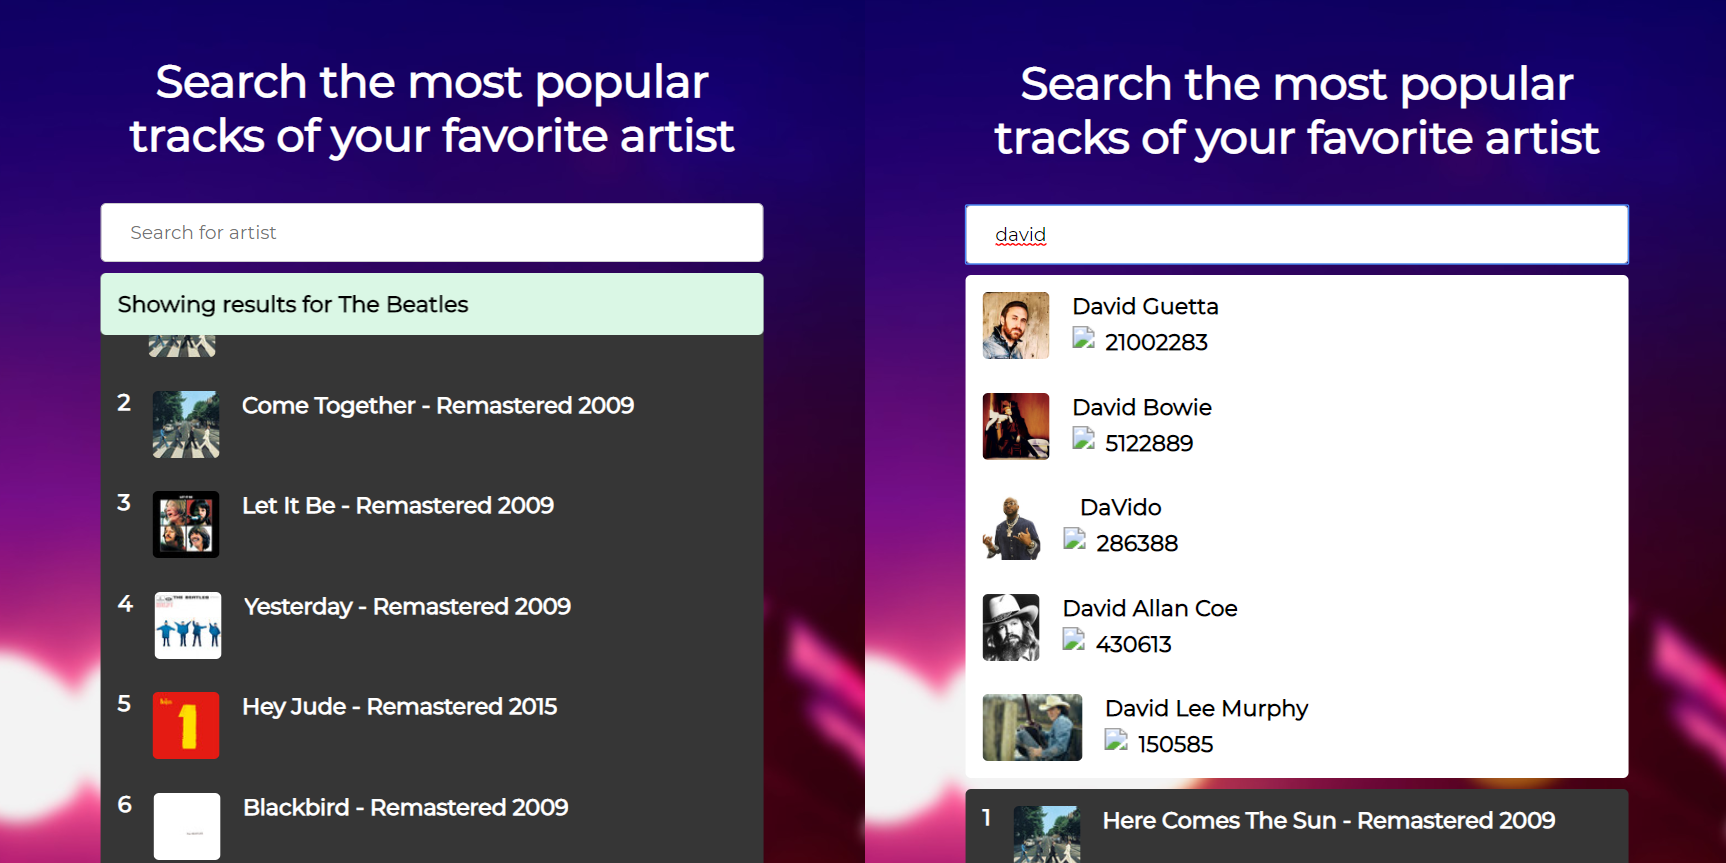 Search the most popular
tracks of your favorite artist
Search for artist
Showing results for The Beatles
2 Come Together - Remastered 2009
3 Let It Be - Remastered 2009
4 Yesterday - Remastered 2009
5 Hey Jude - Remastered 2015
6 Blackbird - Remastered 2009
Search the most popular
tracks of your favorite artist
david
David Guetta
21002283
David Bowie
5122889
DaVido
286388
David Allan Coe
430613
David Lee Murphy
150585
1 Here Comes The Sun - Remastered 2009